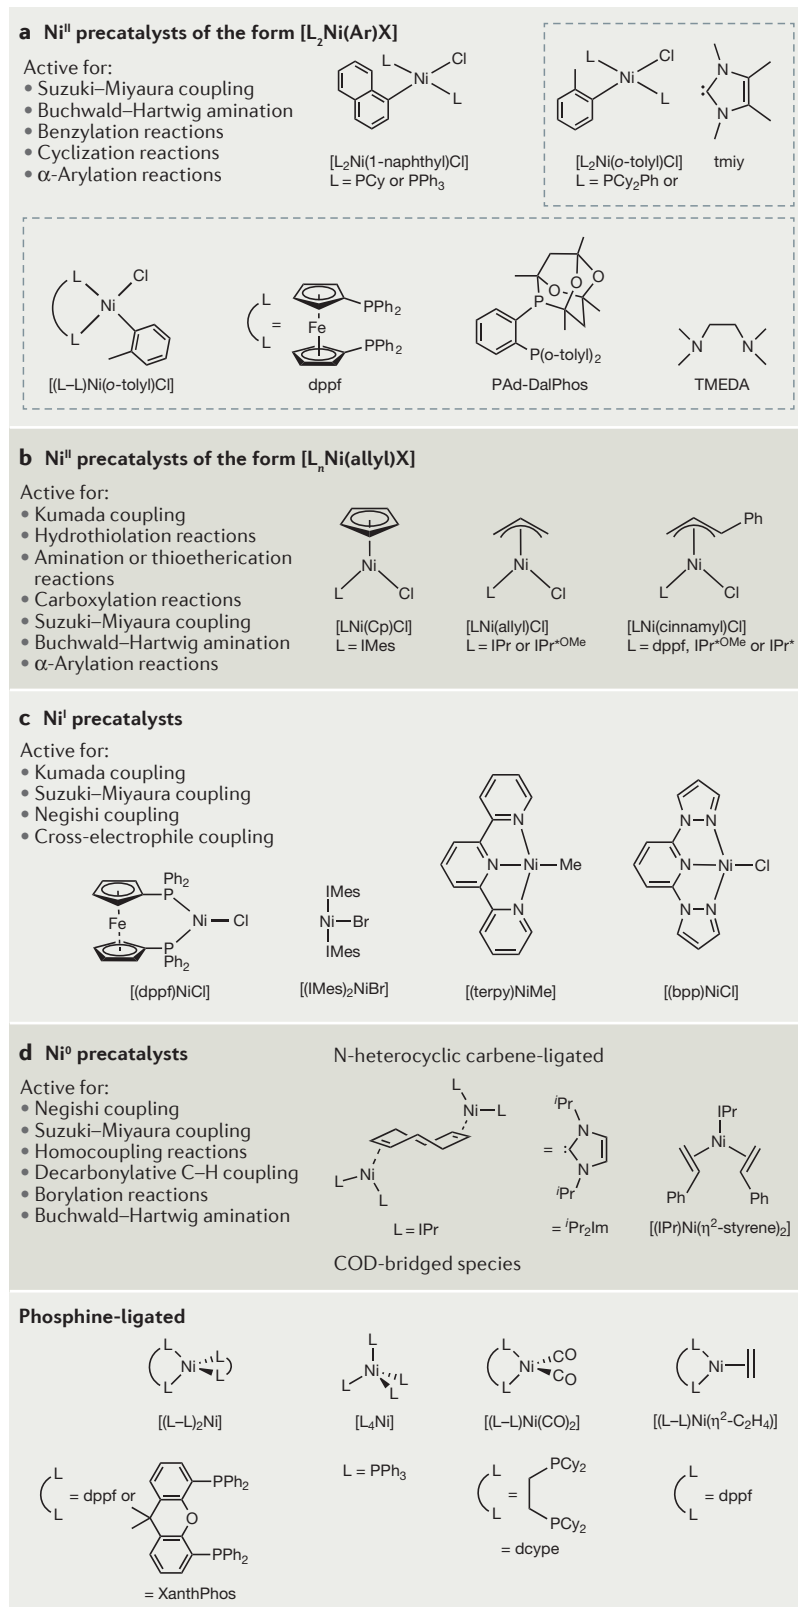 a Niᴵᴵ precatalysts of the form [L₂Ni(Ar)X]
Active for:
• Suzuki–Miyaura coupling
• Buchwald–Hartwig amination
• Benzylation reactions
• Cyclization reactions
• α-Arylation reactions
L
Cl
Ni
L
[L₂Ni(1-naphthyl)Cl]
L = PCy or PPh₃
L
Cl
Ni
L
[L₂Ni(o-tolyl)Cl]
L = PCy₂Ph or
N
:
N
tmiy
L
Cl
Ni
L
[(L–L)Ni(o-tolyl)Cl]
L
=
L
PPh₂
Fe
PPh₂
dppf
O
O
O
P
P(o-tolyl)₂
PAd-DalPhos
N
N
TMEDA
b Niᴵᴵ precatalysts of the form [LₙNi(allyl)X]
Active for:
• Kumada coupling
• Hydrothiolation reactions
• Amination or thioetherication
reactions
• Carboxylation reactions
• Suzuki–Miyaura coupling
• Buchwald–Hartwig amination
• α-Arylation reactions
Ni
L
Cl
[LNi(Cp)Cl]
L = IMes
Ni
L
Cl
[LNi(allyl)Cl]
L = IPr or IPr*ᴼᴹᵉ
Ph
Ni
L
Cl
[LNi(cinnamyl)Cl]
L = dppf, IPr*ᴼᴹᵉ or IPr*
c Niᴵ precatalysts
Active for:
• Kumada coupling
• Suzuki–Miyaura coupling
• Negishi coupling
• Cross-electrophile coupling
Ph₂
P
Fe
Ni
Cl
P
Ph₂
[(dppf)NiCl]
IMes
Ni
Br
IMes
[(IMes)₂NiBr]
N
N
Ni
Me
N
[(terpy)NiMe]
N
N
N
Ni
Cl
N
N
[(bpp)NiCl]
d Ni⁰ precatalysts
Active for:
• Negishi coupling
• Suzuki–Miyaura coupling
• Homocoupling reactions
• Decarbonylative C–H coupling
• Borylation reactions
• Buchwald–Hartwig amination
N-heterocyclic carbene-ligated
L
Ni
L
Ni
L
L
L = IPr
COD-bridged species
ⁱPr
N
= :
N
ⁱPr
= ⁱPr₂Im
IPr
Ni
Ph
Ph
[(IPr)Ni(η²-styrene)₂]
Phosphine-ligated
L
L
Ni
L
L
[(L–L)₂Ni]
L
= dppf or
L
PPh₂
O
PPh₂
= XanthPhos
L
Ni
L
L
L
[L₄Ni]
L = PPh₃
L
CO
Ni
CO
L
[(L–L)Ni(CO)₂]
L
=
L
PCy₂
PCy₂
= dcype
L
Ni
L
[(L–L)Ni(η²-C₂H₄)]
L
= dppf
L